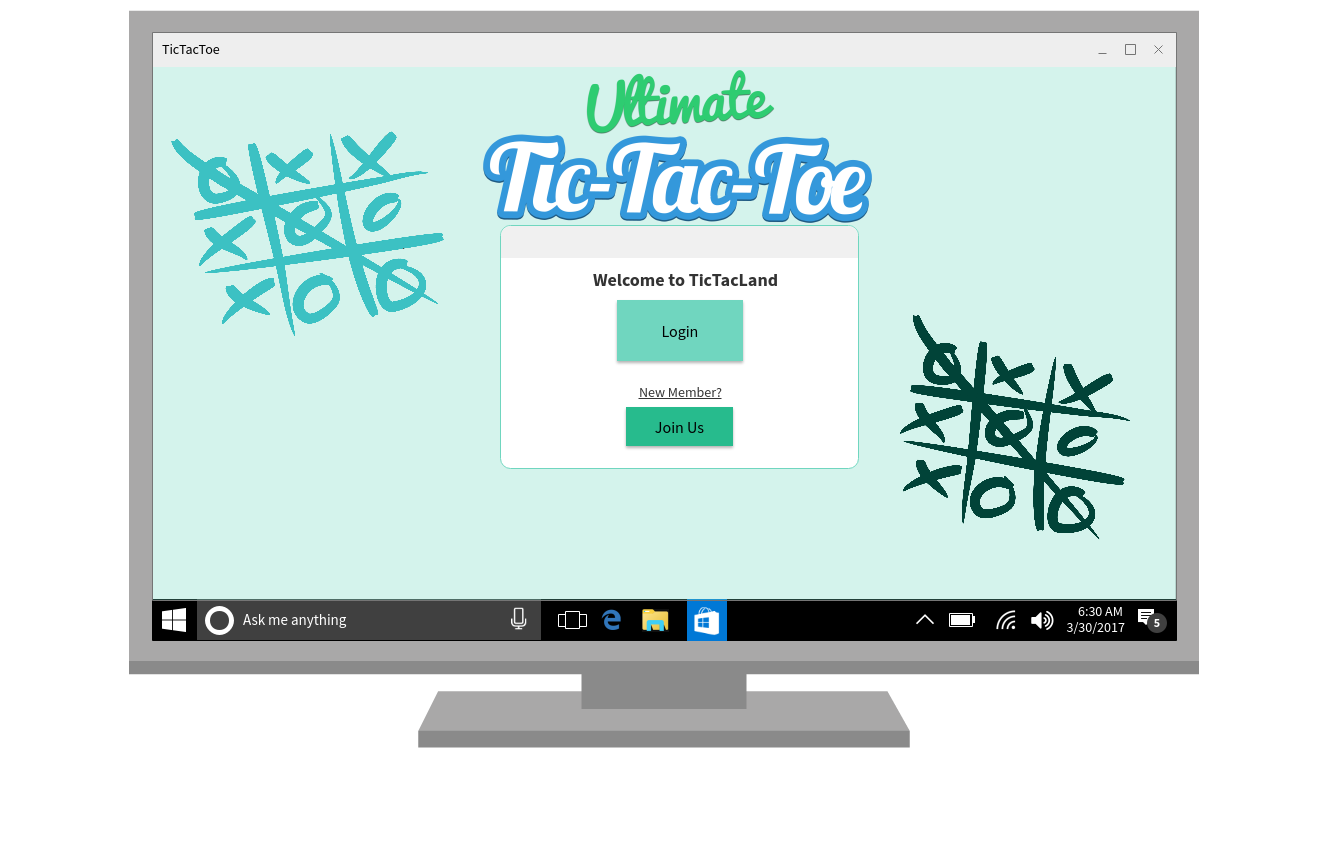 TicTacToe
Ultimate
Tic-Tac-Toe
Welcome to TicTacLand
Login
New Member?
Join Us
Ask me anything
6:30 AM
3/30/2017
5